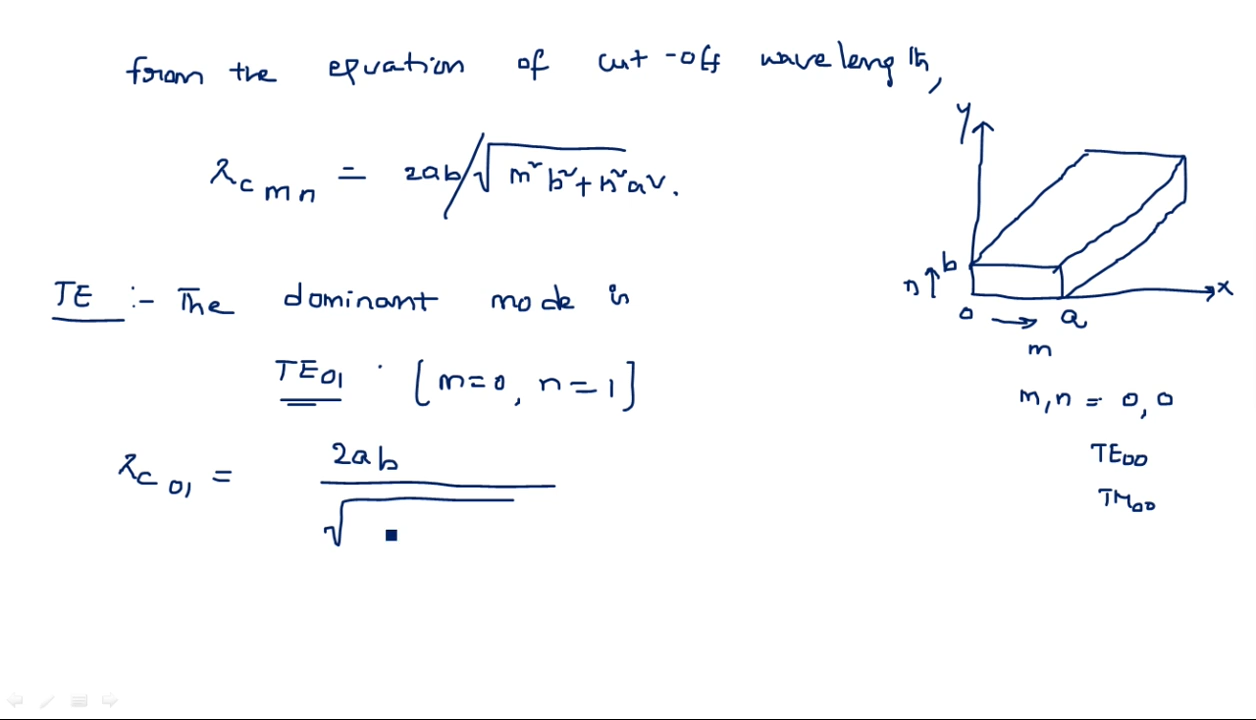 from the equation of cut-off wavelength,
λc m n = 2ab/√m²b²+n²a².
TE :- The dominant mode is
TE01 . [m=0, n=1]
λc 01 = 2ab
√
y
b
n
0
a
x
m
m,n = 0,0
TE00
TM00